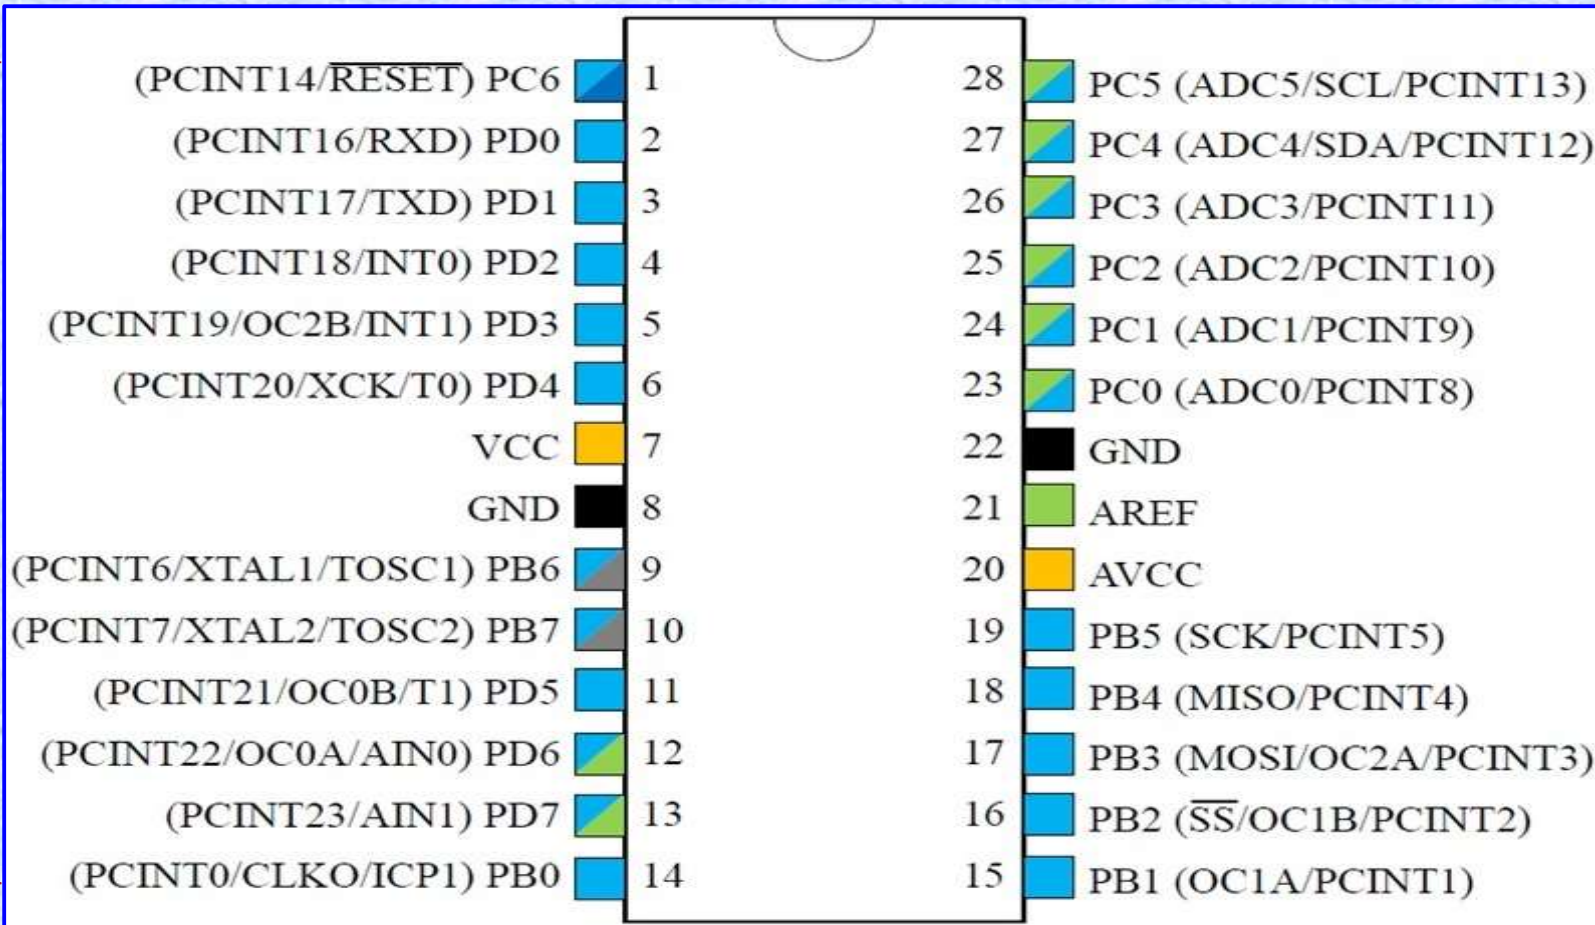 (PCINT14/RESET) PC6 1
(PCINT16/RXD) PD0 2
(PCINT17/TXD) PD1 3
(PCINT18/INT0) PD2 4
(PCINT19/OC2B/INT1) PD3 5
(PCINT20/XCK/T0) PD4 6
VCC 7
GND 8
(PCINT6/XTAL1/TOSC1) PB6 9
(PCINT7/XTAL2/TOSC2) PB7 10
(PCINT21/OC0B/T1) PD5 11
(PCINT22/OC0A/AIN0) PD6 12
(PCINT23/AIN1) PD7 13
(PCINT0/CLKO/ICP1) PB0 14
28 PC5 (ADC5/SCL/PCINT13)
27 PC4 (ADC4/SDA/PCINT12)
26 PC3 (ADC3/PCINT11)
25 PC2 (ADC2/PCINT10)
24 PC1 (ADC1/PCINT9)
23 PC0 (ADC0/PCINT8)
22 GND
21 AREF
20 AVCC
19 PB5 (SCK/PCINT5)
18 PB4 (MISO/PCINT4)
17 PB3 (MOSI/OC2A/PCINT3)
16 PB2 (SS/OC1B/PCINT2)
15 PB1 (OC1A/PCINT1)